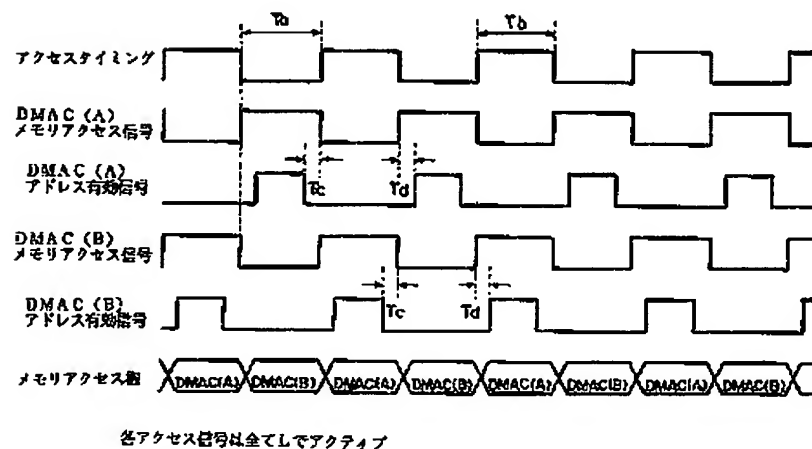 Ta
Tb
アクセスタイミング
DMAC (A)
メモリアクセス信号
DMAC (A)
アドレス有効信号
Tc
Td
DMAC (B)
メモリアクセス信号
DMAC (B)
アドレス有効信号
Tc
Td
メモリアクセス権
DMAC(A) DMAC(B) DMAC(A) DMAC(B) DMAC(A) DMAC(B) DMAC(A) DMAC(B)
各アクセス信号は全てLでアクティブ